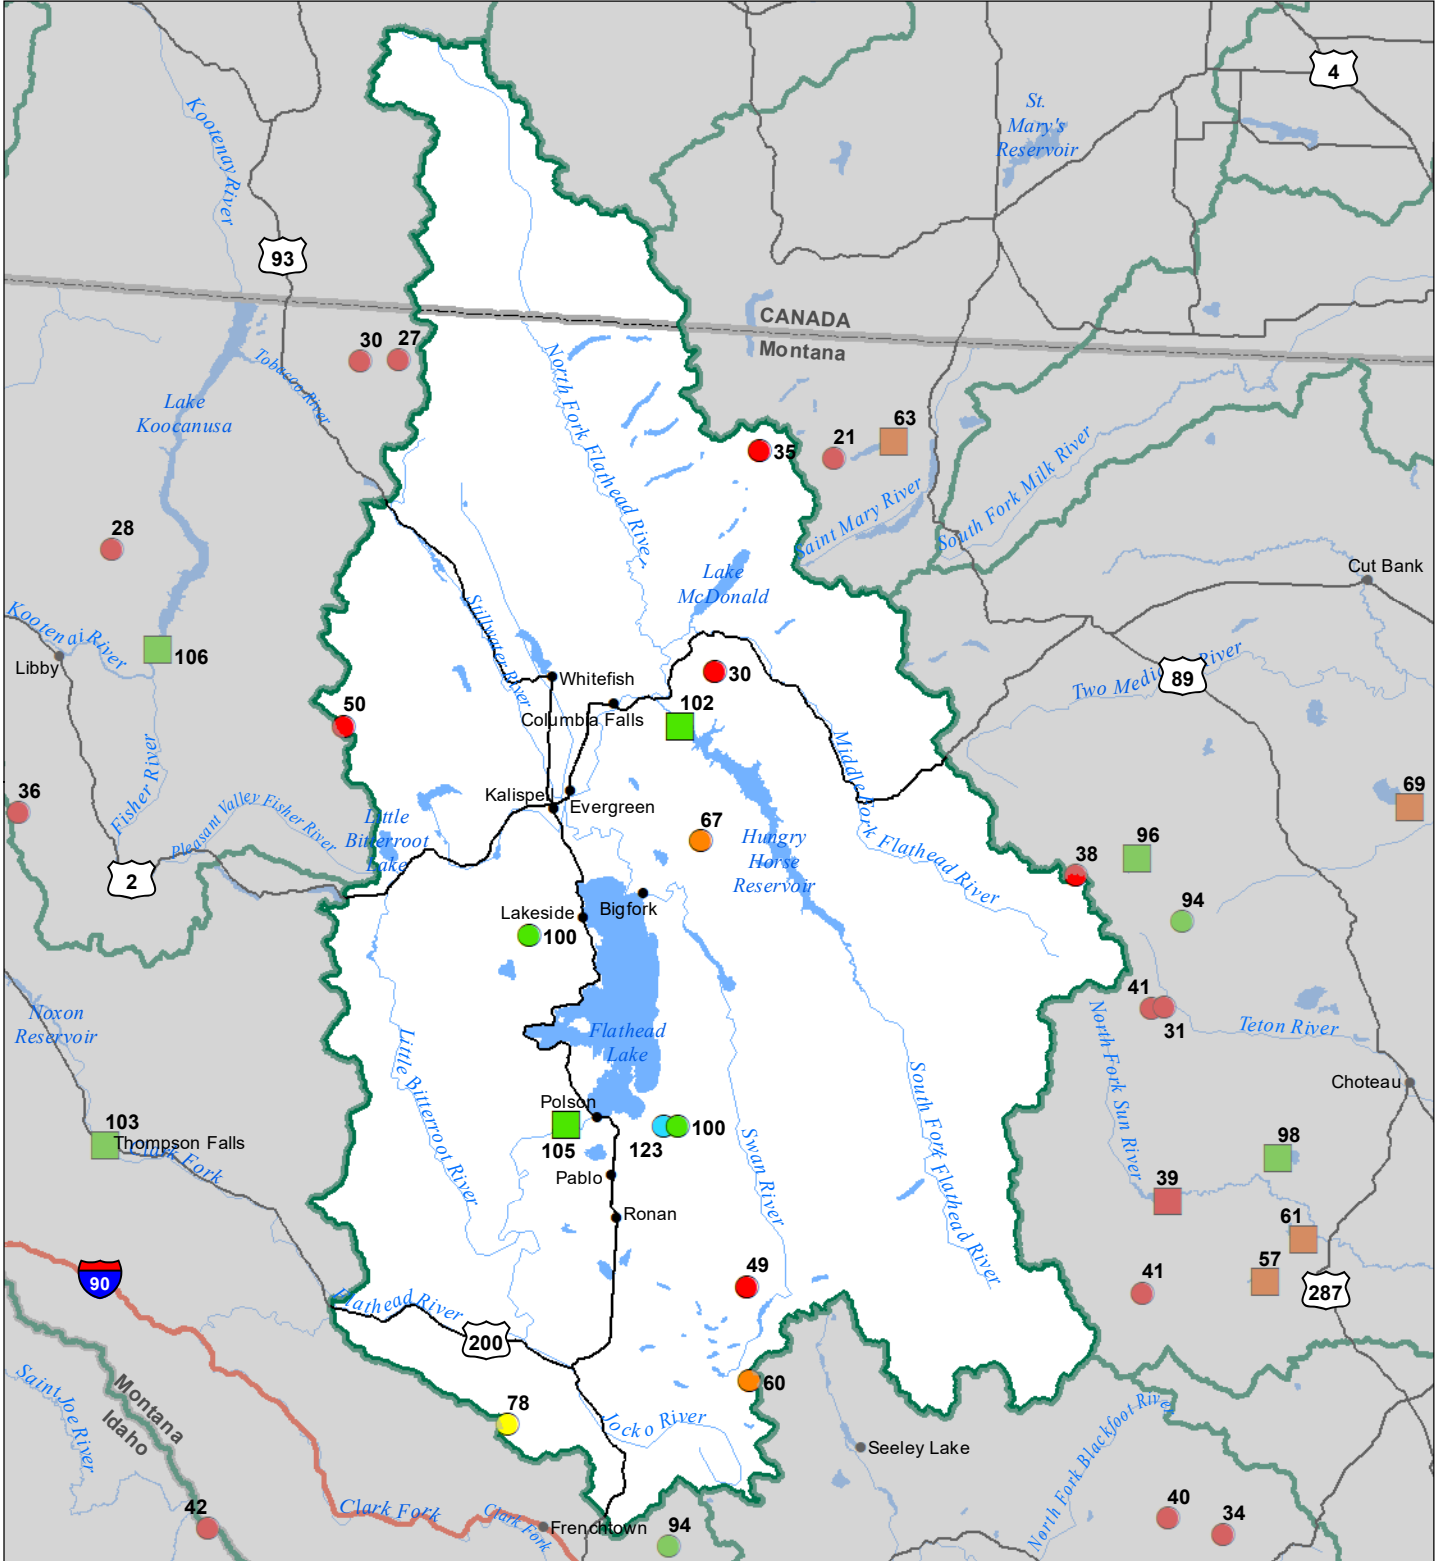 4
St.
Mary's
Reservoir
Kootenay River
93
CANADA
Montana
30
27
Tobacco River
North Fork Flathead River
Lake
Koocanusa
35
21
63
Saint Mary River
South Fork Milk River
28
Lake
McDonald
Cut Bank
Kootenai River
Libby
106
Stillwater River
Whitefish
30
Two Medicine River
89
102
Columbia Falls
50
Middle Fork Flathead River
36
Fisher River
Pleasant Valley Fisher River
Little
Bitterroot
Lake
Kalispell
Evergreen
67
Hungry
Horse
Reservoir
69
96
38
2
94
Lakeside
Bigfork
100
Noxon
Reservoir
Flathead
Lake
41
31
Teton River
North Fork Sun River
Little Bitterroot River
South Fork Flathead River
Choteau
103
Thompson Falls
Clark Fork
Polson
105
123
100
Swan River
Pablo
98
39
Ronan
61
57
90
49
41
287
Flathead River
200
60
78
Jocko River
Saint Joe River
Montana
Idaho
Seeley Lake
North Fork Blackfoot River
42
Clark Fork
Clark Fork
Frenchtown
94
40
34